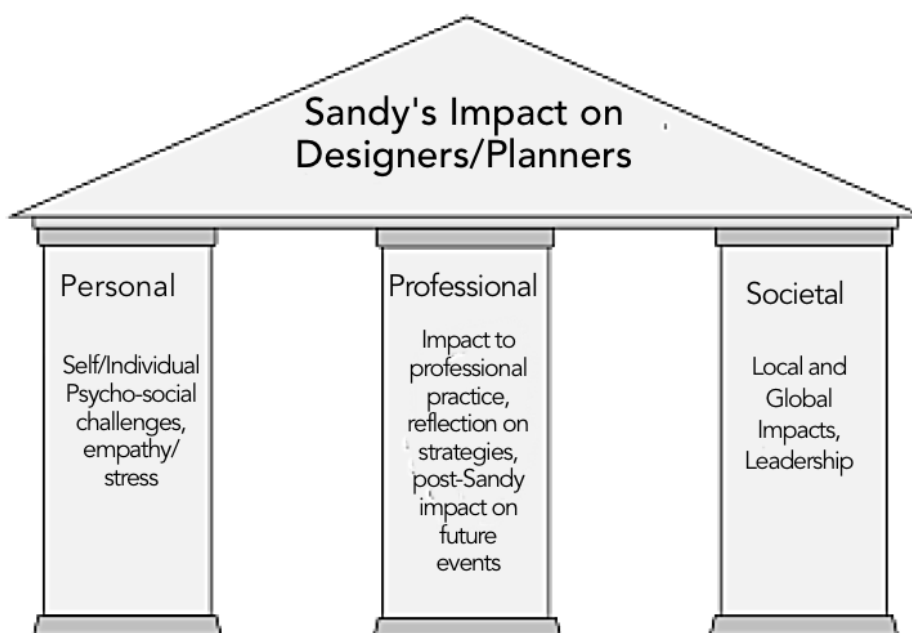 Sandy's Impact on
Designers/Planners
Personal
Self/Individual
Psycho-social
challenges,
empathy/
stress
Professional
Impact to
professional
practice,
reflection on
strategies,
post-Sandy
impact on
future
events
Societal
Local and
Global
Impacts,
Leadership